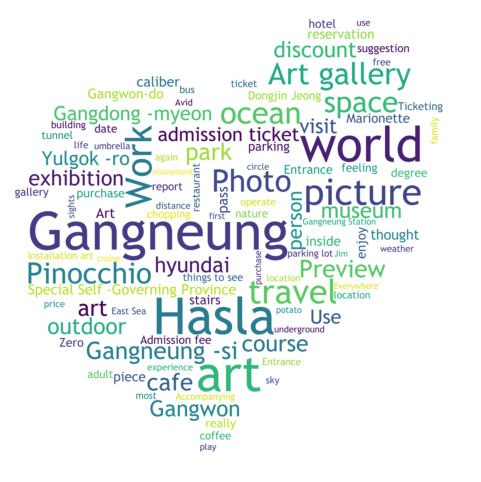 hotel use
reservation
discount suggestion
free
Art gallery
caliber bus ticket
Gangwon-do Avid Dongjin Jeong
space Ticketing
Gangdong -myeon ocean Marionette
building date admission ticket visit family
tunnel Work parking world
Yulgok -ro life umbrella park
again circle Entrance feeling
exhibition movement restaurant pass Photo person picture degree
gallery purchase report museum
distance operate
sights Art chopping nature inside enjoy thought
Gangneung first Gangneung Station
Installation art hyundai parking lot Jim weather
Pinocchio things to see Preview
cruise purchase location Everywhere
Special Self -Governing Province travel location
price art East Sea stairs Hasla potato Use
outdoor Zero Admission fee underground
Gangneung -si course
adult piece cafe experience art Entrance
most Accompanying sky
Gangwon
really
coffee
play